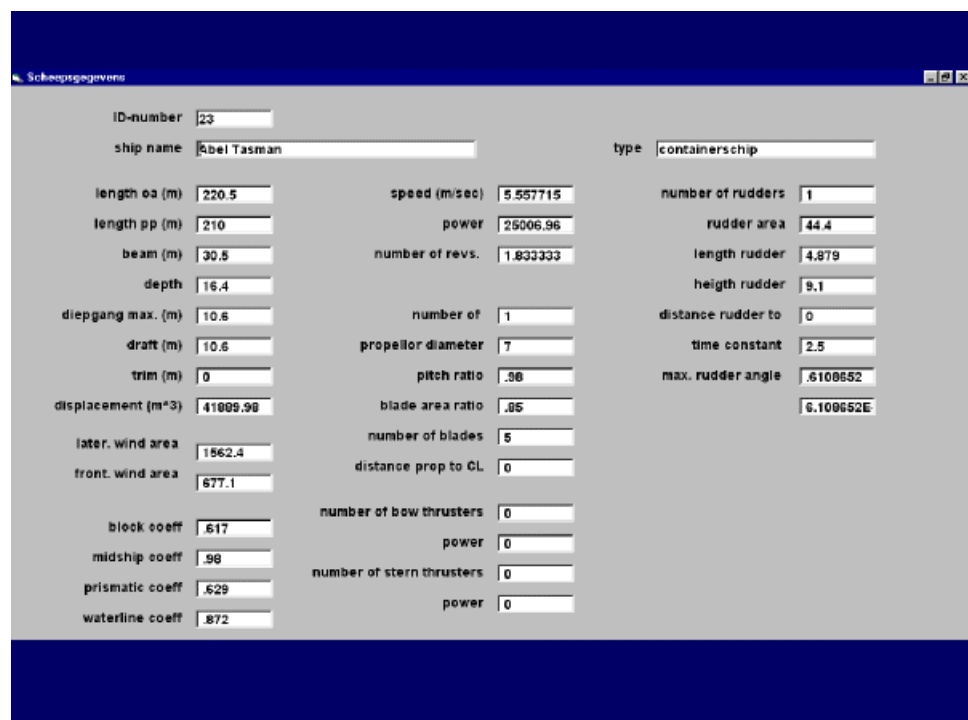 Scheepsgegevens
ID-number 23
ship name Abel Tasman type containerschip
length oa (m) 220.5 speed (m/sec) 5.557715 number of rudders 1
length pp (m) 210 power 25006.96 rudder area 44.4
beam (m) 30.5 number of revs. 1.833333 length rudder 4.879
depth 16.4 heigth rudder 9.1
diepgang max. (m) 10.6 number of 1 distance rudder to 0
draft (m) 10.6 propellor diameter 7 time constant 2.5
trim (m) 0 pitch ratio .98 max. rudder angle .6108652
displacement (m^3) 41889.98 blade area ratio .85 6.108652E-
later. wind area 1562.4 number of blades 5
front. wind area 677.1 distance prop to CL 0
number of bow thrusters 0
block coeff .617 power 0
midship coeff .98 number of stern thrusters 0
prismatic coeff .629 power 0
waterline coeff .872